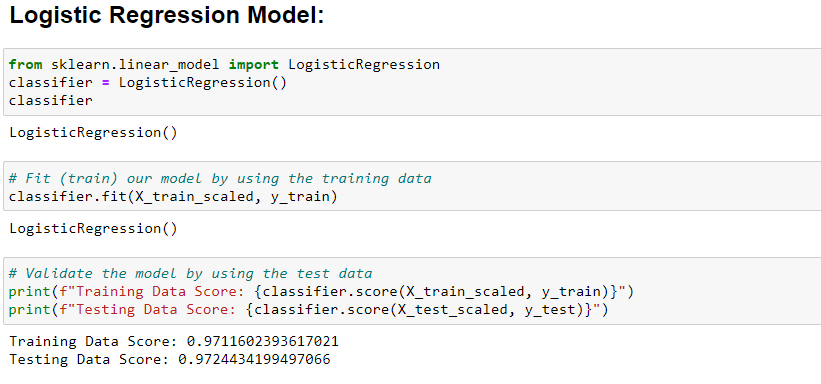 Logistic Regression Model:
from sklearn.linear_model import LogisticRegression
classifier = LogisticRegression()
classifier
LogisticRegression()
# Fit (train) our model by using the training data
classifier.fit(X_train_scaled, y_train)
LogisticRegression()
# Validate the model by using the test data
print(f"Training Data Score: {classifier.score(X_train_scaled, y_train)}")
print(f"Testing Data Score: {classifier.score(X_test_scaled, y_test)}")
Training Data Score: 0.9711602393617021
Testing Data Score: 0.9724434199497066